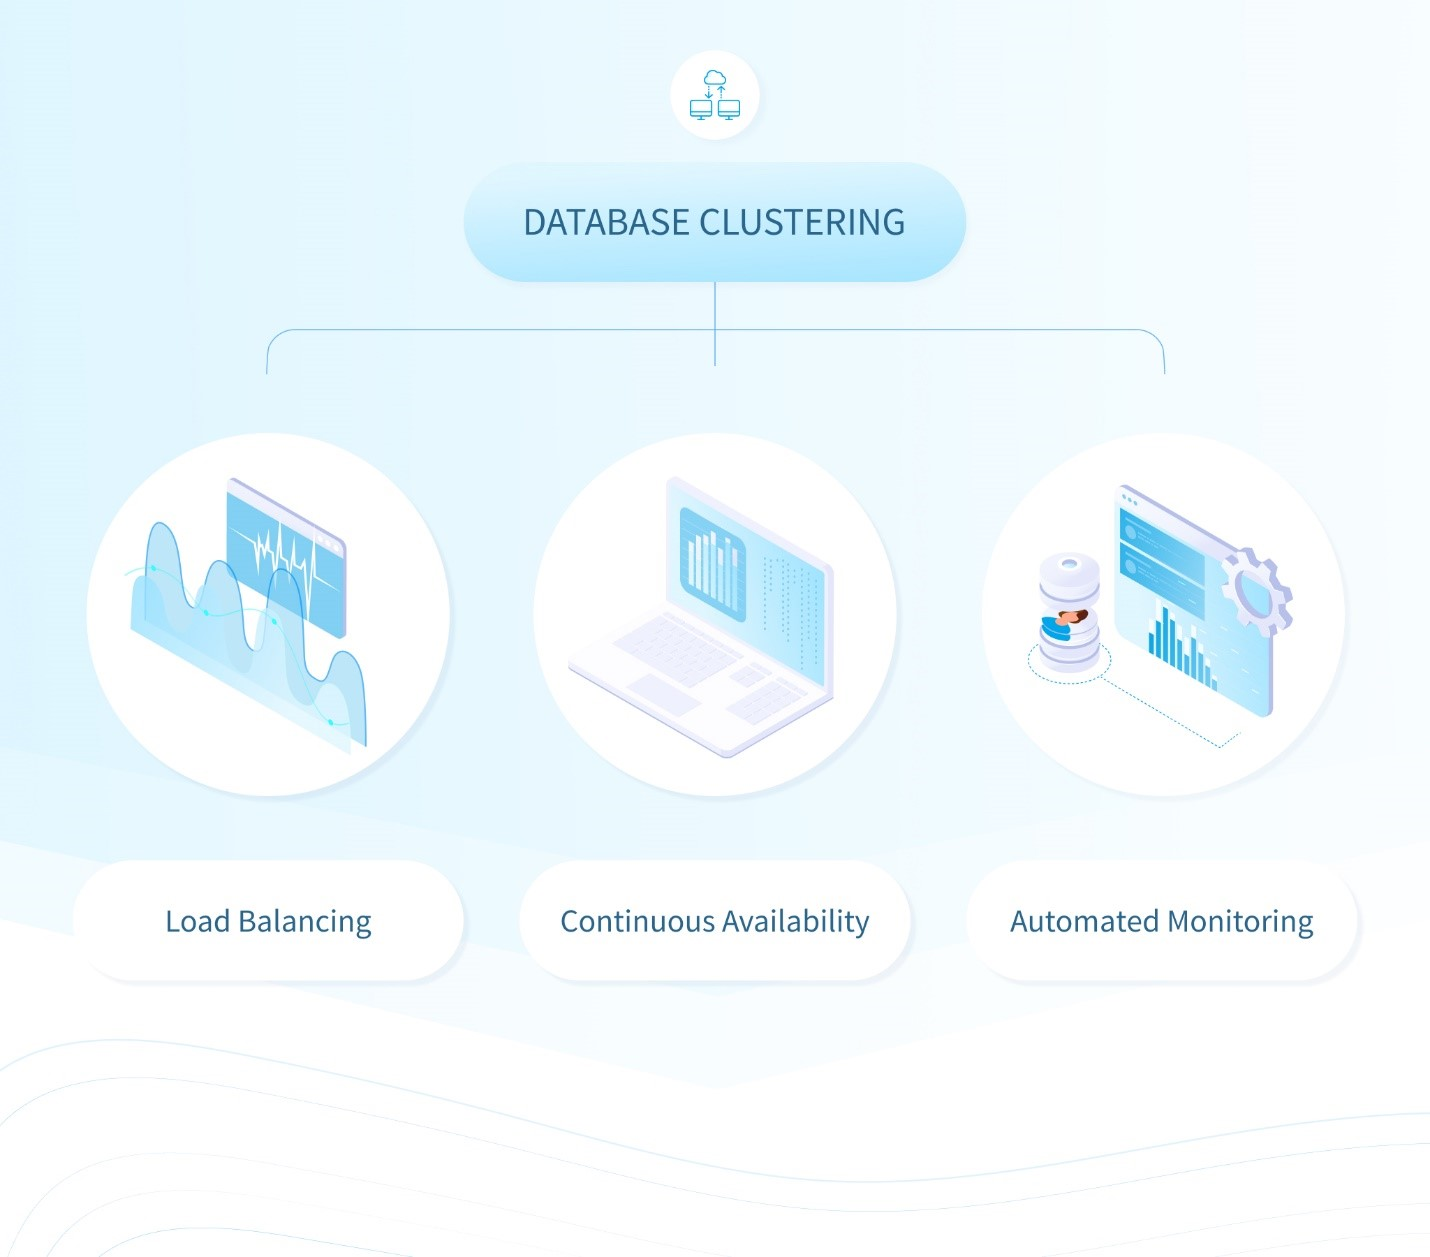 DATABASE CLUSTERING
Load Balancing
Continuous Availability
Automated Monitoring